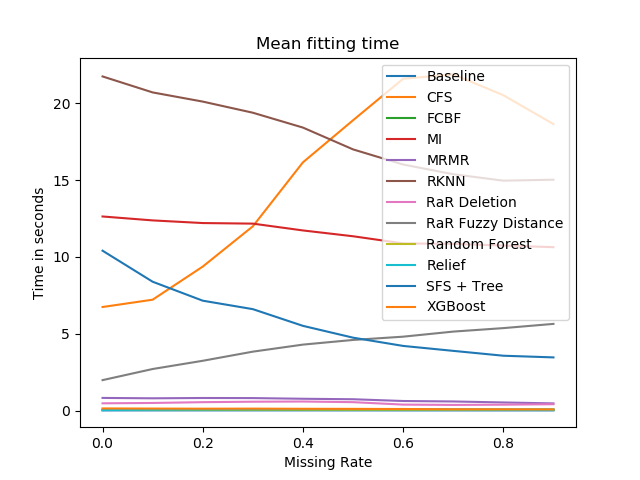 Mean fitting time
Time in seconds
20
15
10
5
0
0.0
0.2
0.4
0.6
0.8
Missing Rate
Baseline
CFS
FCBF
MI
MRMR
RKNN
RaR Deletion
RaR Fuzzy Distance
Random Forest
Relief
SFS + Tree
XGBoost